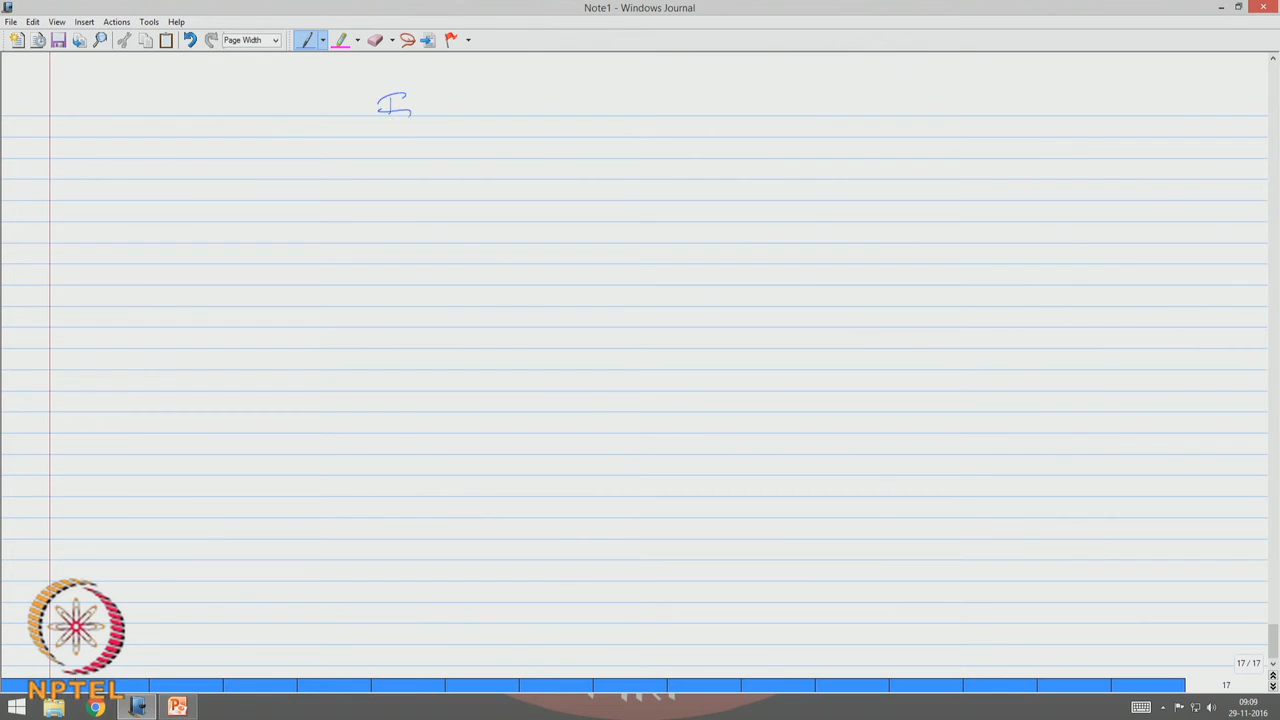 Note1 - Windows Journal
File Edit View Insert Actions Tools Help
Page Width
I
17 / 17
17
NPTEL
09:09
29-11-2016